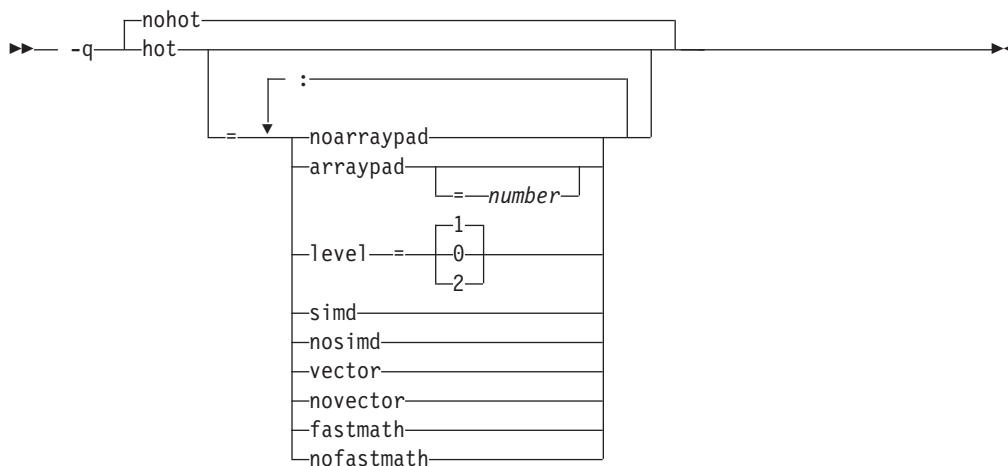 nohot
-q hot
:
= noarraypad
arraypad
= number
1
level = 0
2
simd
nosimd
vector
novector
fastmath
nofastmath